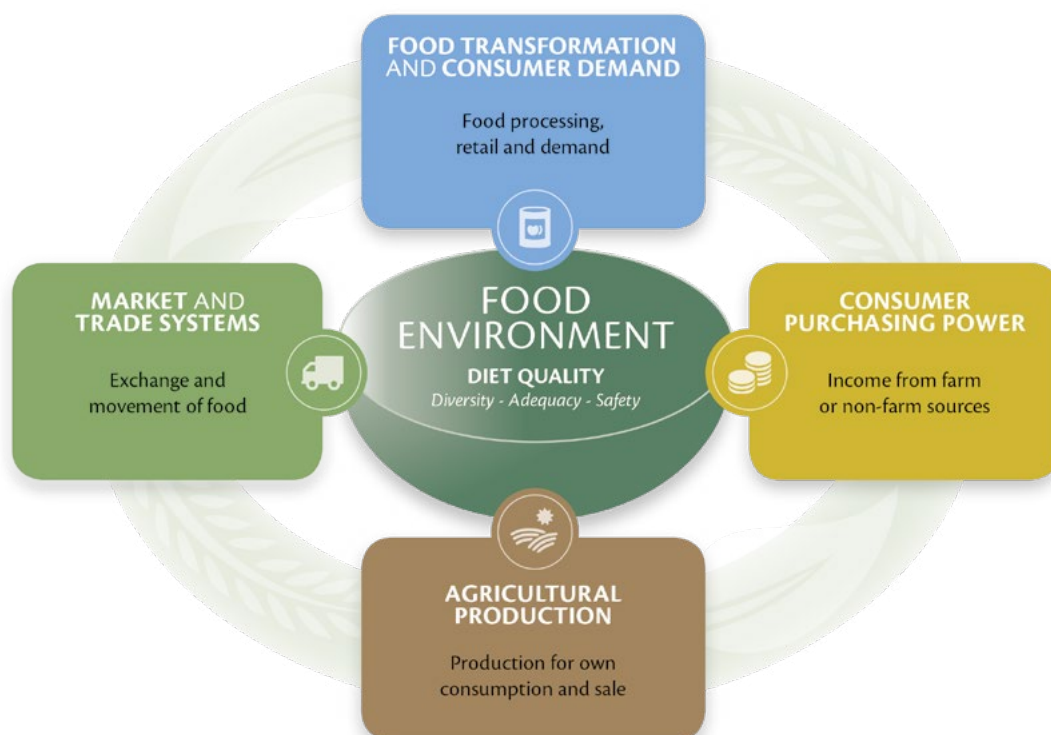 FOOD TRANSFORMATION
AND CONSUMER DEMAND
Food processing,
retail and demand
MARKET AND
TRADE SYSTEMS
Exchange and
movement of food
FOOD
ENVIRONMENT
DIET QUALITY
Diversity - Adequacy - Safety
CONSUMER
PURCHASING POWER
Income from farm
or non-farm sources
AGRICULTURAL
PRODUCTION
Production for own
consumption and sale